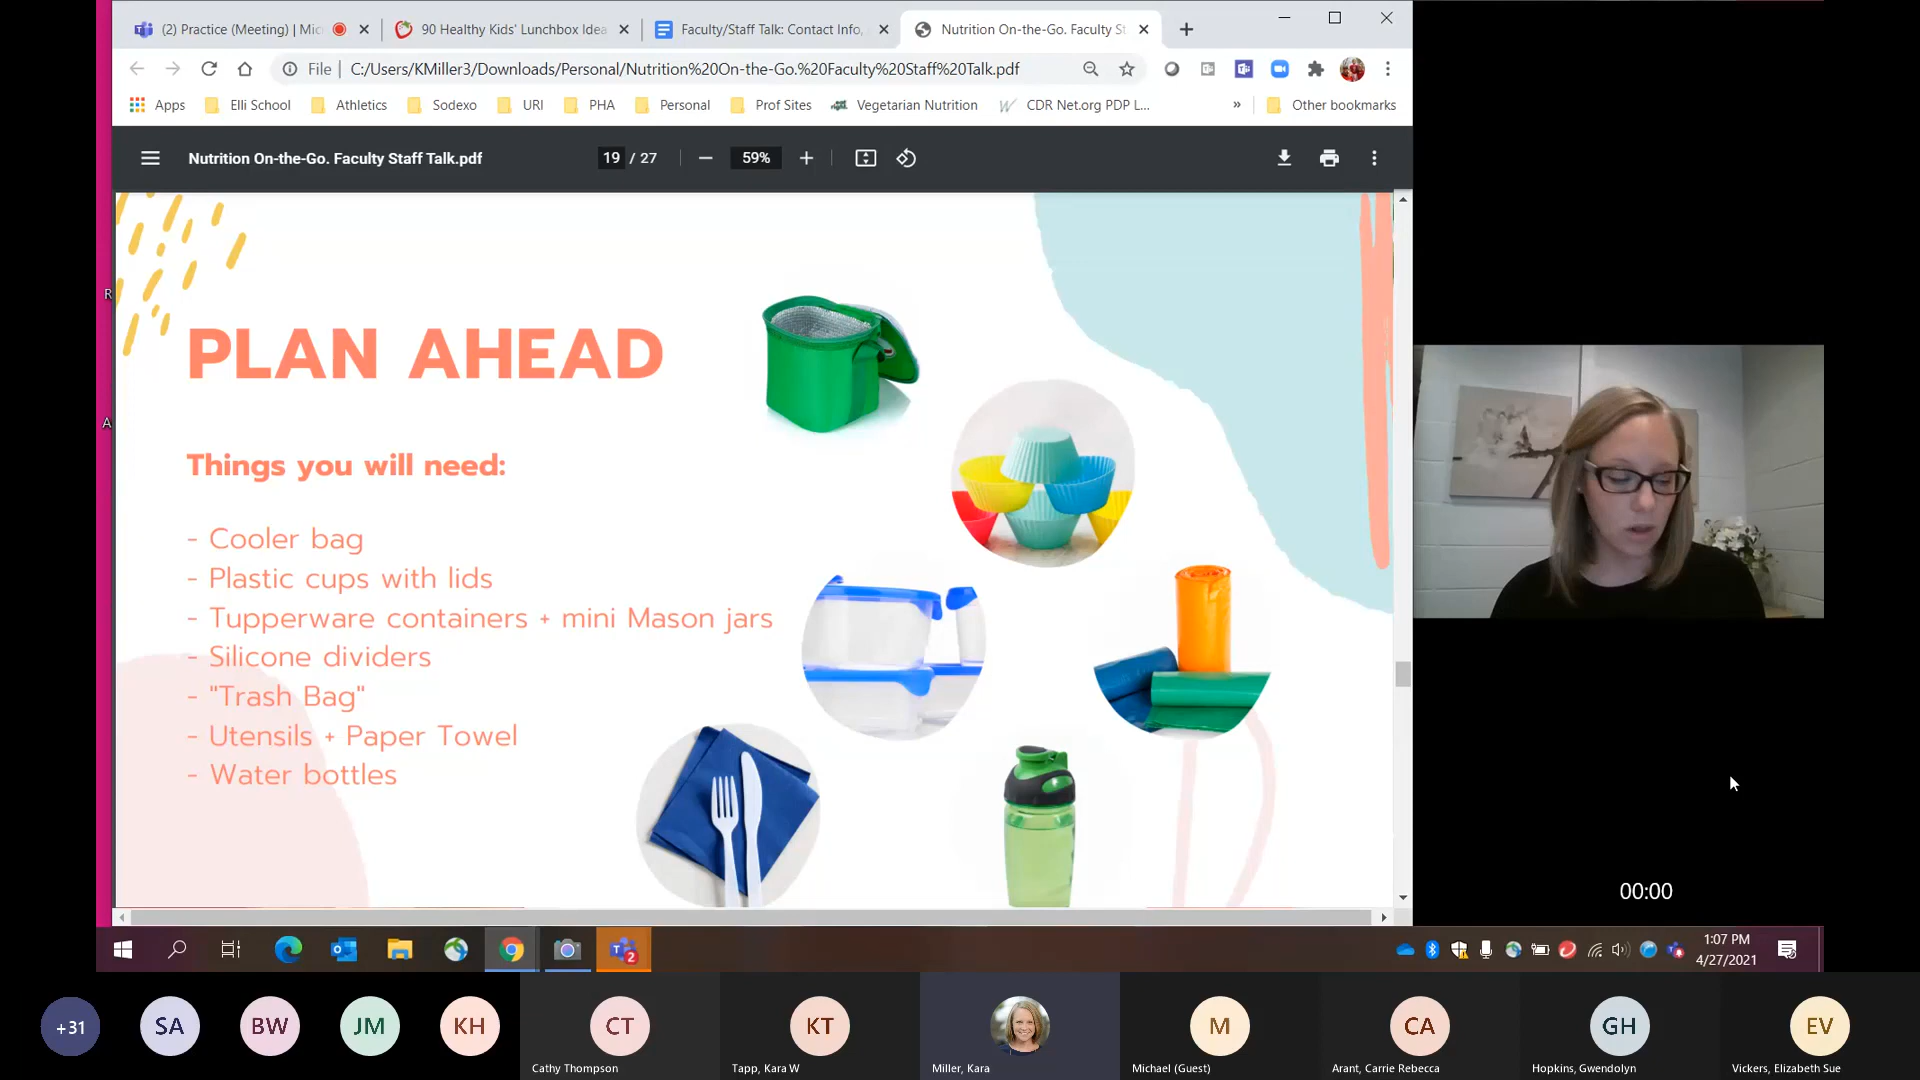 (2) Practice (Meeting) | Mic
90 Healthy Kids' Lunchbox Idea
Faculty/Staff Talk: Contact Info,
Nutrition On-the-Go. Faculty St
File | C:/Users/KMiller3/Downloads/Personal/Nutrition%20On-the-Go.%20Faculty%20Staff%20Talk.pdf
Apps
Elli School
Athletics
Sodexo
URI
PHA
Personal
Prof Sites
Vegetarian Nutrition
CDR Net.org PDP L...
»
Other bookmarks
Nutrition On-the-Go. Faculty Staff Talk.pdf
19 / 27
59%
R
A
PLAN AHEAD
Things you will need:
- Cooler bag
- Plastic cups with lids
- Tupperware containers + mini Mason jars
- Silicone dividers
- "Trash Bag"
- Utensils + Paper Towel
- Water bottles
00:00
2
1:07 PM
4/27/2021
+31
SA
BW
JM
KH
CT
KT
M
CA
GH
EV
Cathy Thompson
Tapp, Kara W
Miller, Kara
Michael (Guest)
Arant, Carrie Rebecca
Hopkins, Gwendolyn
Vickers, Elizabeth Sue